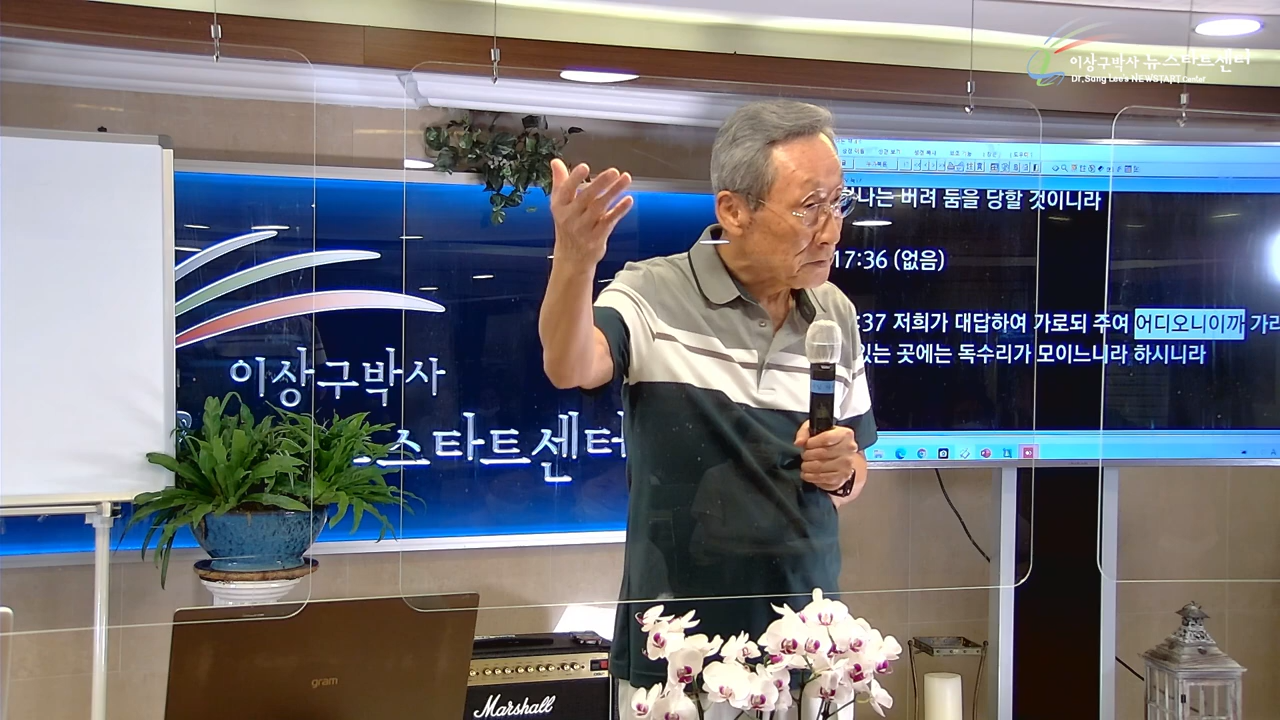 이상구박사 뉴스타트센터
Dr. Sang Lee's NEWSTART Center
하나는 버려 둠을 당할 것이니라
17:36 (없음)
:37 저희가 대답하여 가로되 주여 어디오니이까
있는 곳에는 독수리가 모이느니라 하시니라
이상구박사
스타트센터
gram
Marshall